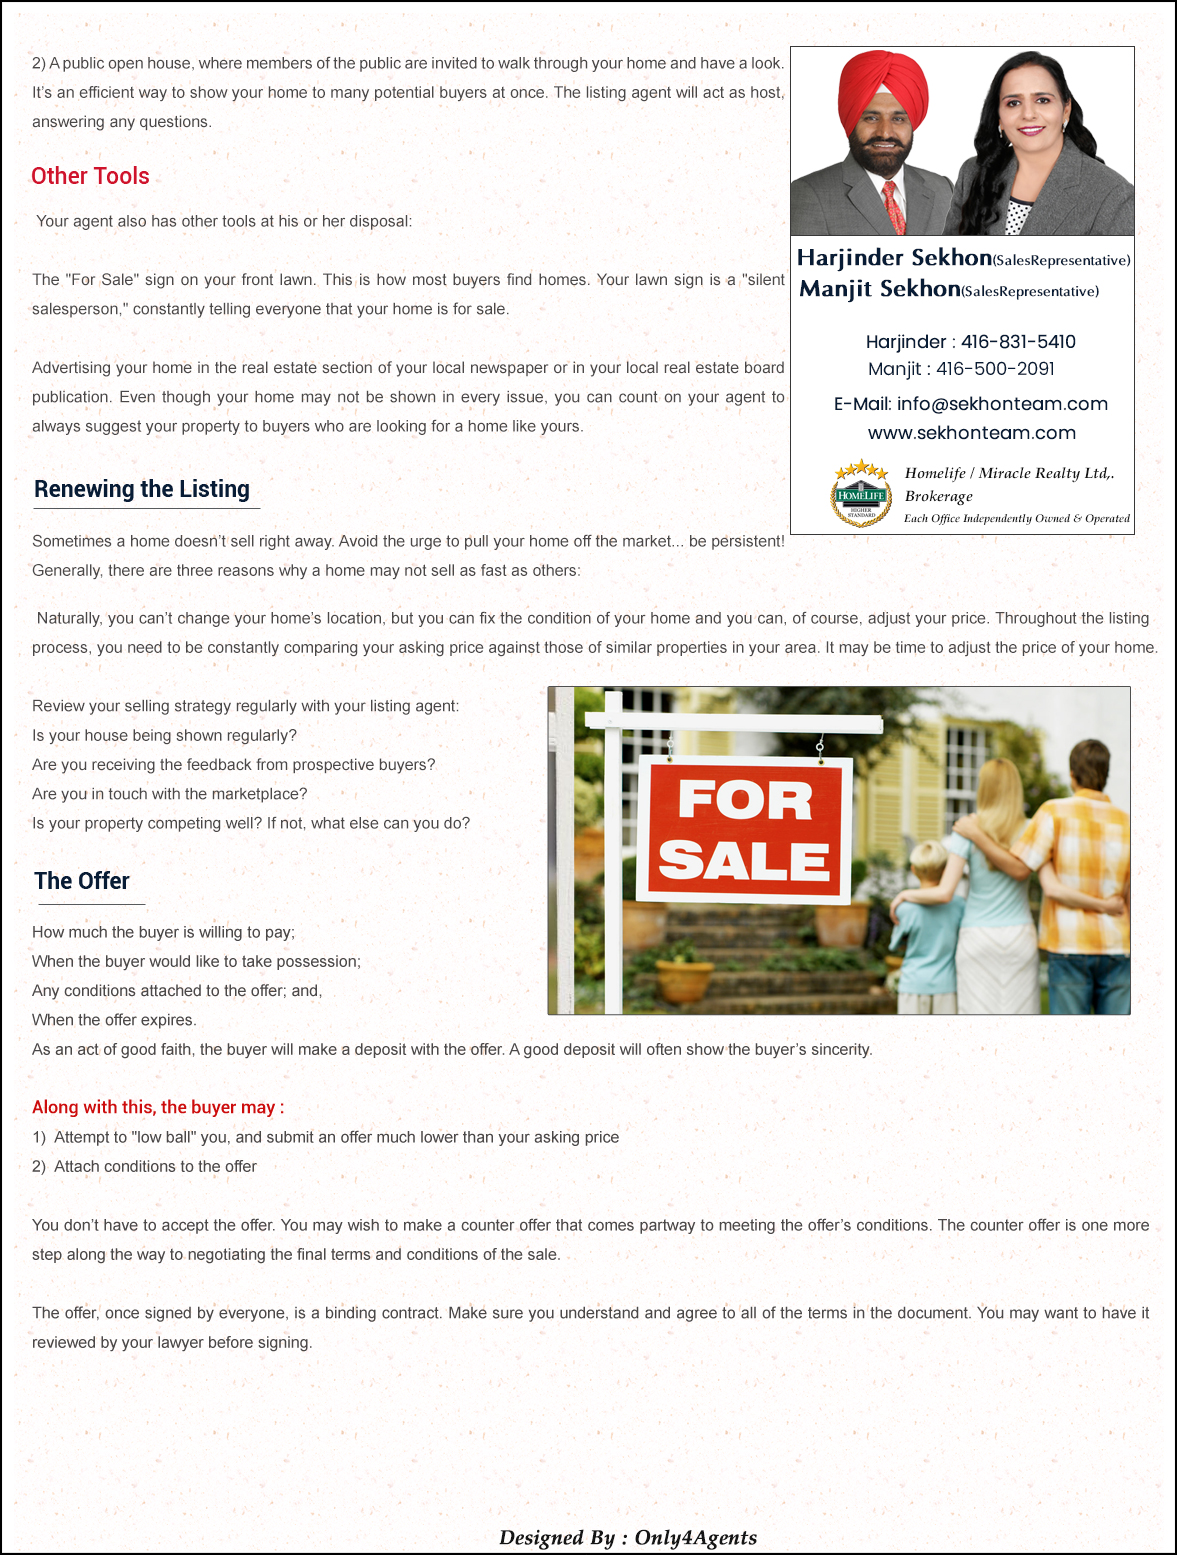 2) A public open house, where members of the public are invited to walk through your home and have a look.
It’s an efficient way to show your home to many potential buyers at once. The listing agent will act as host,
answering any questions.
Other Tools
Your agent also has other tools at his or her disposal:
The "For Sale" sign on your front lawn. This is how most buyers find homes. Your lawn sign is a "silent
salesperson," constantly telling everyone that your home is for sale.
Advertising your home in the real estate section of your local newspaper or in your local real estate board
publication. Even though your home may not be shown in every issue, you can count on your agent to
always suggest your property to buyers who are looking for a home like yours.
Harjinder Sekhon(SalesRepresentative)
Manjit Sekhon(SalesRepresentative)
Harjinder : 416-831-5410
Manjit : 416-500-2091
E-Mail: info@sekhonteam.com
www.sekhonteam.com
HOMELIFE
HIGHER
STANDARD
Homelife / Miracle Realty Ltd,.
Brokerage
Each Office Independently Owned & Operated
Renewing the Listing
Sometimes a home doesn’t sell right away. Avoid the urge to pull your home off the market... be persistent!
Generally, there are three reasons why a home may not sell as fast as others:
Naturally, you can’t change your home’s location, but you can fix the condition of your home and you can, of course, adjust your price. Throughout the listing
process, you need to be constantly comparing your asking price against those of similar properties in your area. It may be time to adjust the price of your home.
Review your selling strategy regularly with your listing agent:
Is your house being shown regularly?
Are you receiving the feedback from prospective buyers?
Are you in touch with the marketplace?
Is your property competing well? If not, what else can you do?
FOR
SALE
The Offer
How much the buyer is willing to pay;
When the buyer would like to take possession;
Any conditions attached to the offer; and,
When the offer expires.
As an act of good faith, the buyer will make a deposit with the offer. A good deposit will often show the buyer’s sincerity.
Along with this, the buyer may :
1) Attempt to "low ball" you, and submit an offer much lower than your asking price
2) Attach conditions to the offer
You don’t have to accept the offer. You may wish to make a counter offer that comes partway to meeting the offer’s conditions. The counter offer is one more
step along the way to negotiating the final terms and conditions of the sale.
The offer, once signed by everyone, is a binding contract. Make sure you understand and agree to all of the terms in the document. You may want to have it
reviewed by your lawyer before signing.
Designed By : Only4Agents